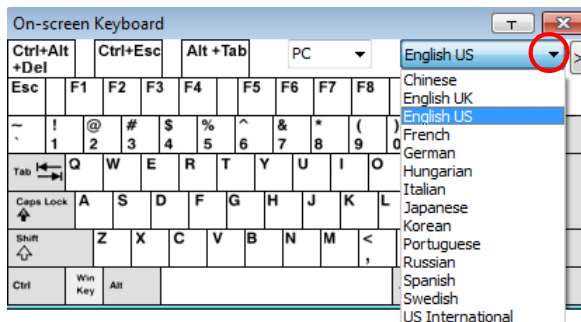 On-screen Keyboard T X
Ctrl+Alt +Del Ctrl+Esc Alt +Tab PC English US >
Esc F1 F2 F3 F4 F5 F6 F7 F8
~ ! @ # $ % ^ & * ( )
` 1 2 3 4 5 6 7 8 9 0
Tab Q W E R T Y U I O
Caps Lock A S D F G H J K L
Shift Z X C V B N M < ,
Ctrl Win Key Alt
Chinese
English UK
English US
French
German
Hungarian
Italian
Japanese
Korean
Portuguese
Russian
Spanish
Swedish
US International